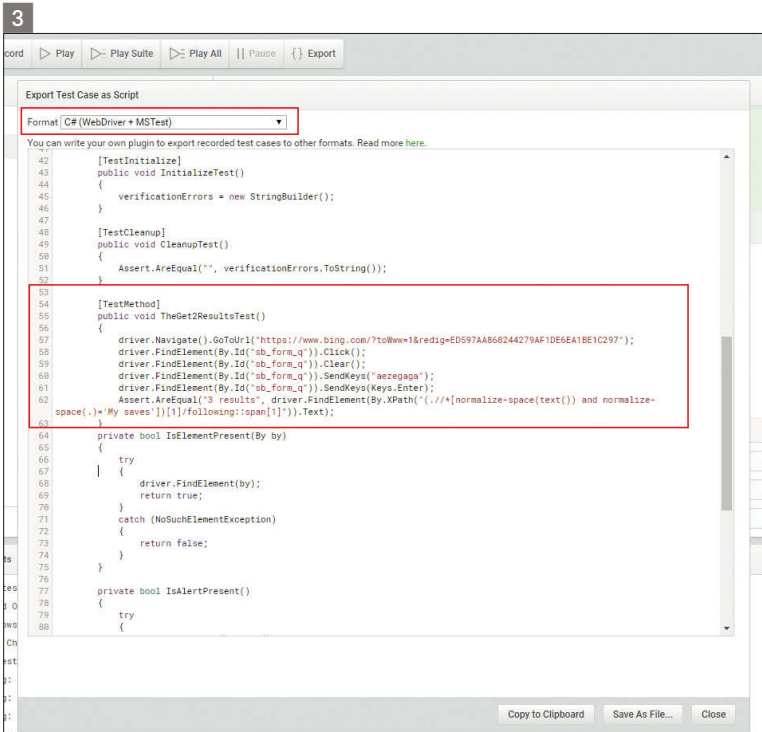 3
cord Play Play Suite Play All Pause {} Export
Export Test Case as Script
Format C# (WebDriver + MSTest)
You can write your own plugin to export recorded test cases to other formats. Read more here.
41
42 [TestInitialize]
43 public void InitializeTest()
44 {
45 verificationErrors = new StringBuilder();
46 }
47
48 [TestCleanup]
49 public void CleanupTest()
50 {
51 Assert.AreEqual("", verificationErrors.ToString());
52 }
53
54 [TestMethod]
55 public void TheGet2ResultsTest()
56 {
57 driver.Navigate().GoToUrl("https://www.bing.com/?toWww=1&redig=ED597AA868244279AF1DE6EA1BE1C297");
58 driver.FindElement(By.Id("sb_form_q")).Click();
59 driver.FindElement(By.Id("sb_form_q")).Clear();
60 driver.FindElement(By.Id("sb_form_q")).SendKeys("aezegaga");
61 driver.FindElement(By.Id("sb_form_q")).SendKeys(Keys.Enter);
62 Assert.AreEqual("3 results", driver.FindElement(By.XPath("(.//*[normalize-space(text()) and normalize-
space(.)='My saves'])[1]/following::span[1]")).Text);
63 }
64 private bool IsElementPresent(By by)
65 {
66 try
67 {
68 driver.FindElement(by);
69 return true;
70 }
71 catch (NoSuchElementException)
72 {
73 return false;
74 }
75 }
76
77 private bool IsAlertPresent()
78 {
79 try
80 {
ts
tes
d O
ows
Ch
est
g:
g:
g:
Copy to Clipboard Save As File... Close